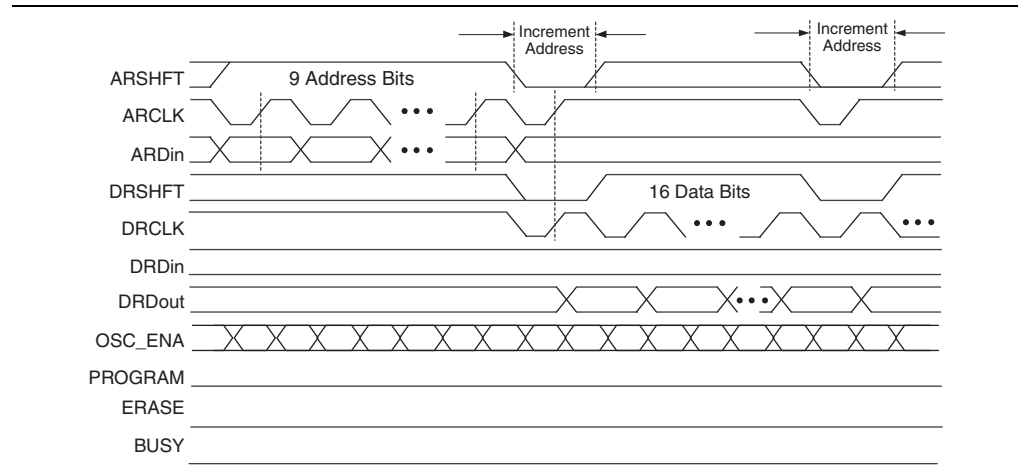 Increment
Address
Increment
Address
ARSHFT
9 Address Bits
ARCLK
ARDin
DRSHFT
16 Data Bits
DRCLK
DRDin
DRDout
OSC_ENA
PROGRAM
ERASE
BUSY